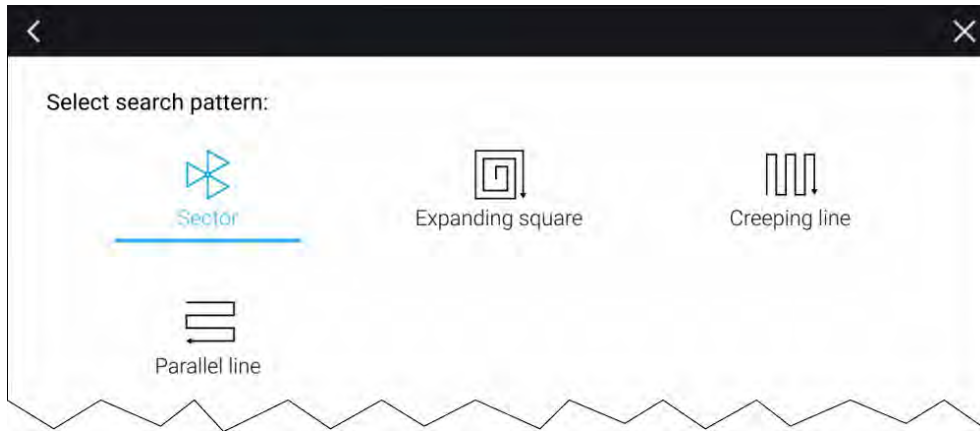 Select search pattern:
Sector
Expanding square
Creeping line
Parallel line